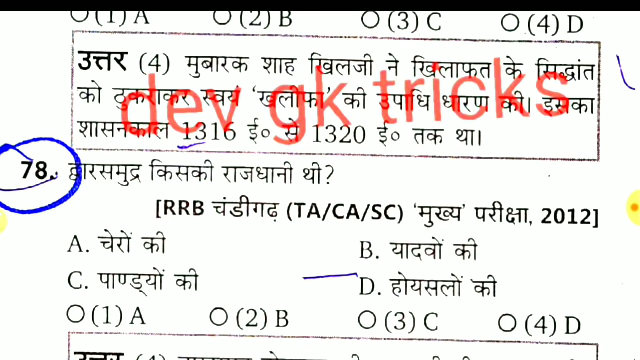 O (1) A O (2) B O (3) C O (4) D
उत्तर (4) मुबारक शाह खिलजी ने खिलाफत के सिद्धांत
को ठुकराकर स्वयं 'खलीफा' की उपाधि धारण की। इसका
शासनकाल 1316 ई० से 1320 ई० तक था।
dev gk tricks
78. द्वारसमुद्र किसकी राजधानी थी?
[RRB चंडीगढ़ (TA/CA/SC) 'मुख्य' परीक्षा, 2012]
A. चेरों की B. यादवों की
C. पाण्ड्यों की D. होयसलों की
O (1) A O (2) B O (3) C O (4) D
उत्तर (4)